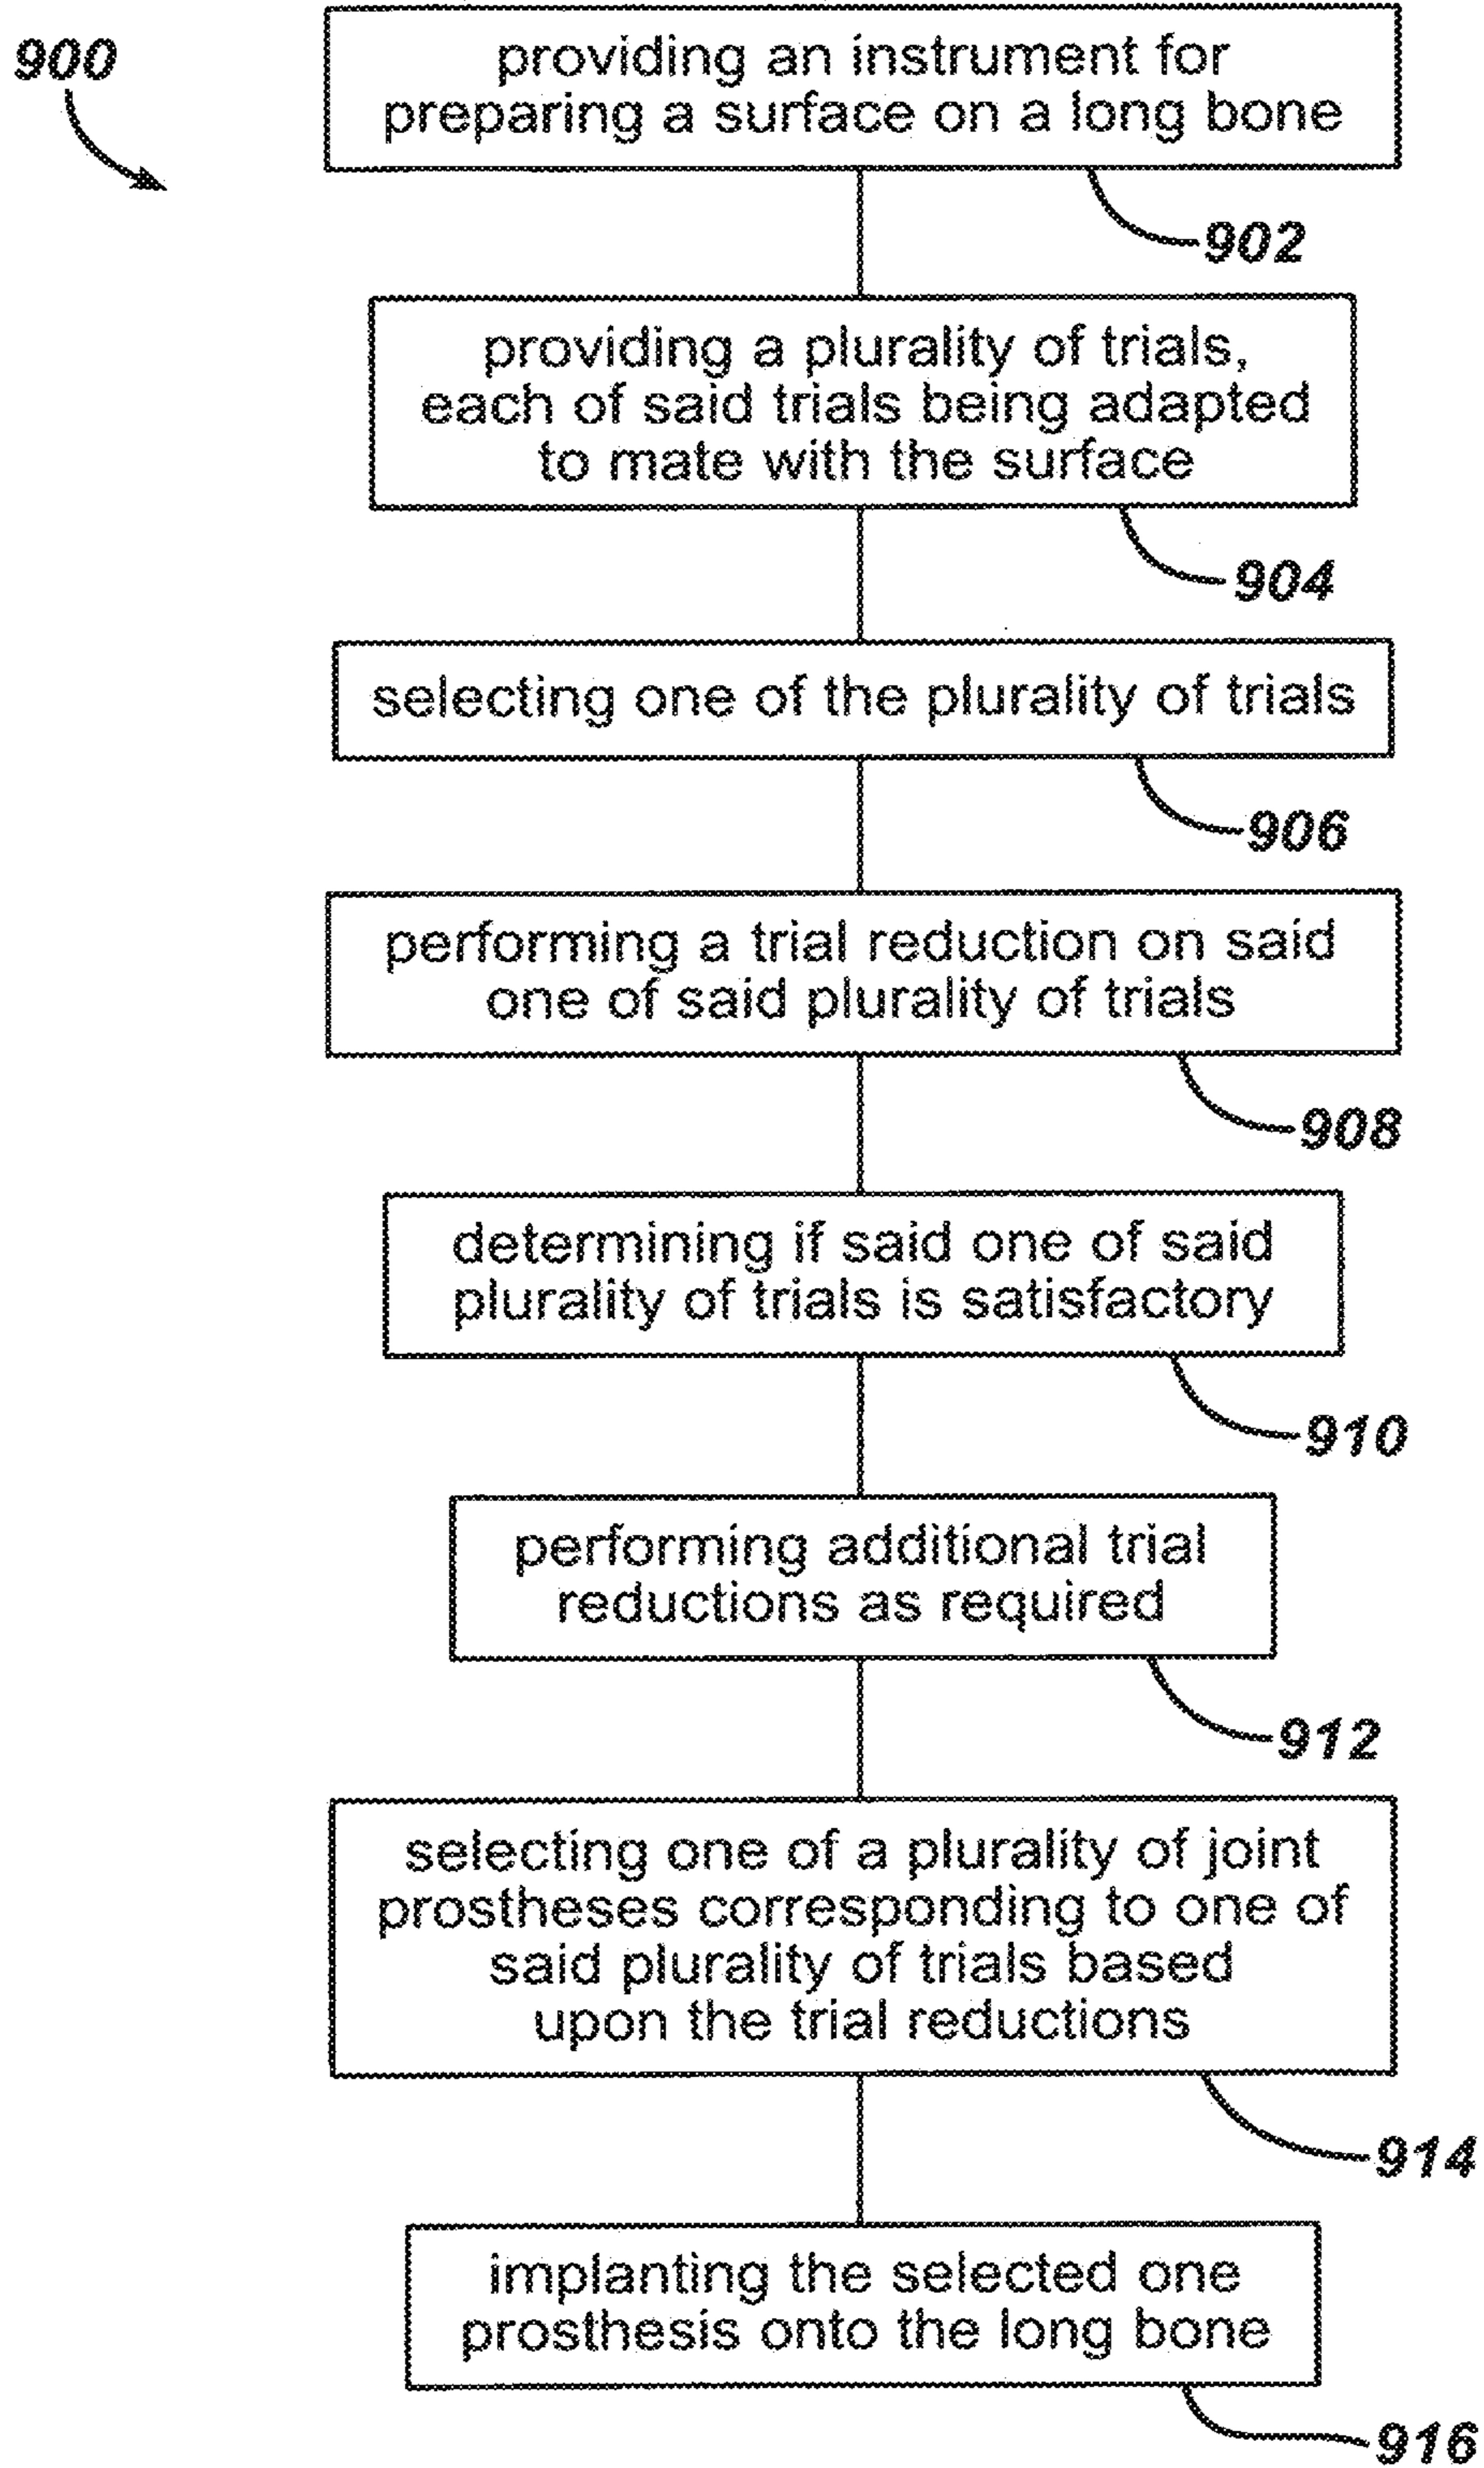 900
providing an instrument for
preparing a surface on a long bone
902
providing a plurality of trials,
each of said trials being adapted
to mate with the surface
904
selecting one of the plurality of trials
906
performing a trial reduction on said
one of said plurality of trials
908
determining if said one of said
plurality of trials is satisfactory
910
performing additional trial
reductions as required
912
selecting one of a plurality of joint
prostheses corresponding to one of
said plurality of trials based
upon the trial reductions
914
implanting the selected one
prosthesis onto the long bone
916